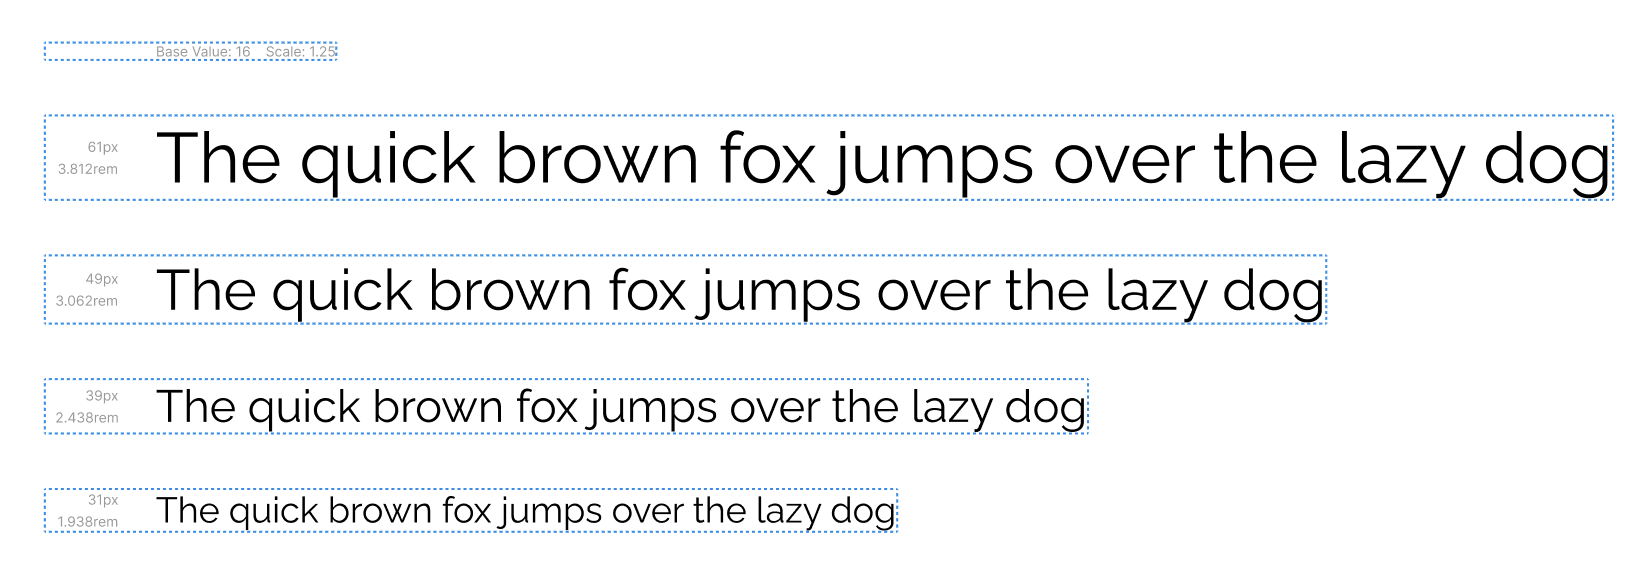 Base Value: 16 Scale: 1.25
61px
3.812rem
The quick brown fox jumps over the lazy dog
49px
3.062rem
The quick brown fox jumps over the lazy dog
39px
2.438rem
The quick brown fox jumps over the lazy dog
31px
1.938rem
The quick brown fox jumps over the lazy dog